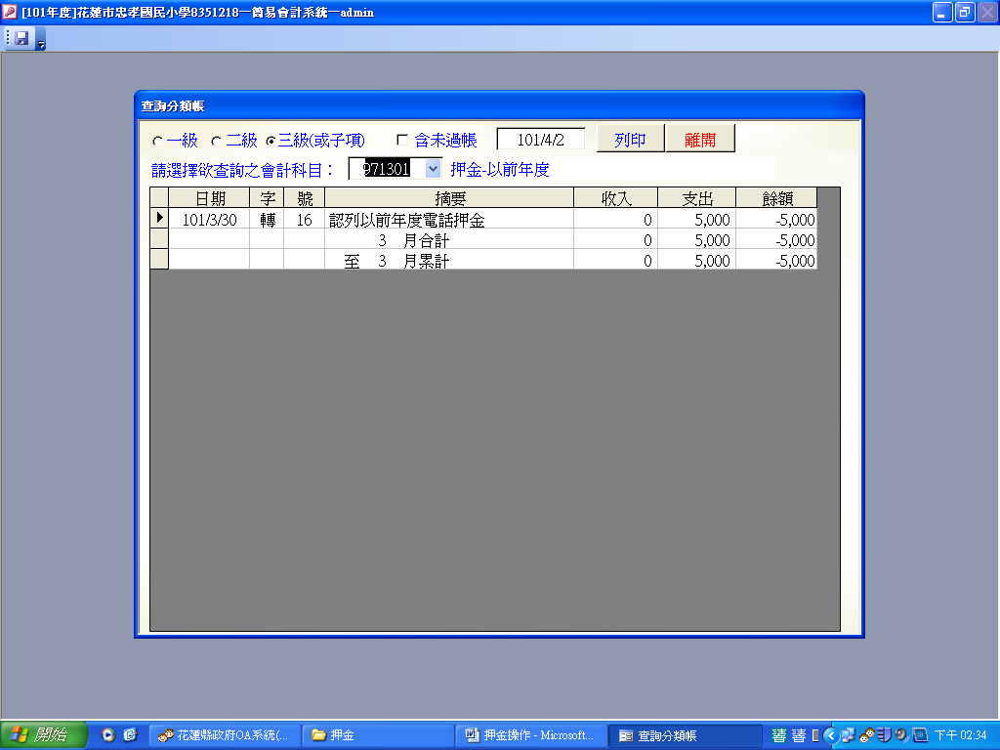 [101年度]花蓮市忠孝國民小學8351218一簡易會計系統—admin
查詢分類帳
一級 二級 三級(或子項) 含未過帳 101/4/2 列印 離開
請選擇欲查詢之會計科目： 971301 押金-以前年度
日期 字 號 摘要 收入 支出 餘額
101/3/30 轉 16 認列以前年度電話押金 0 5,000 -5,000
3 月合計 0 5,000 -5,000
至 3 月累計 0 5,000 -5,000
開始 花蓮縣政府OA系統(... 押金 押金操作 - Microsoft... 查詢分類帳 下午 02:34